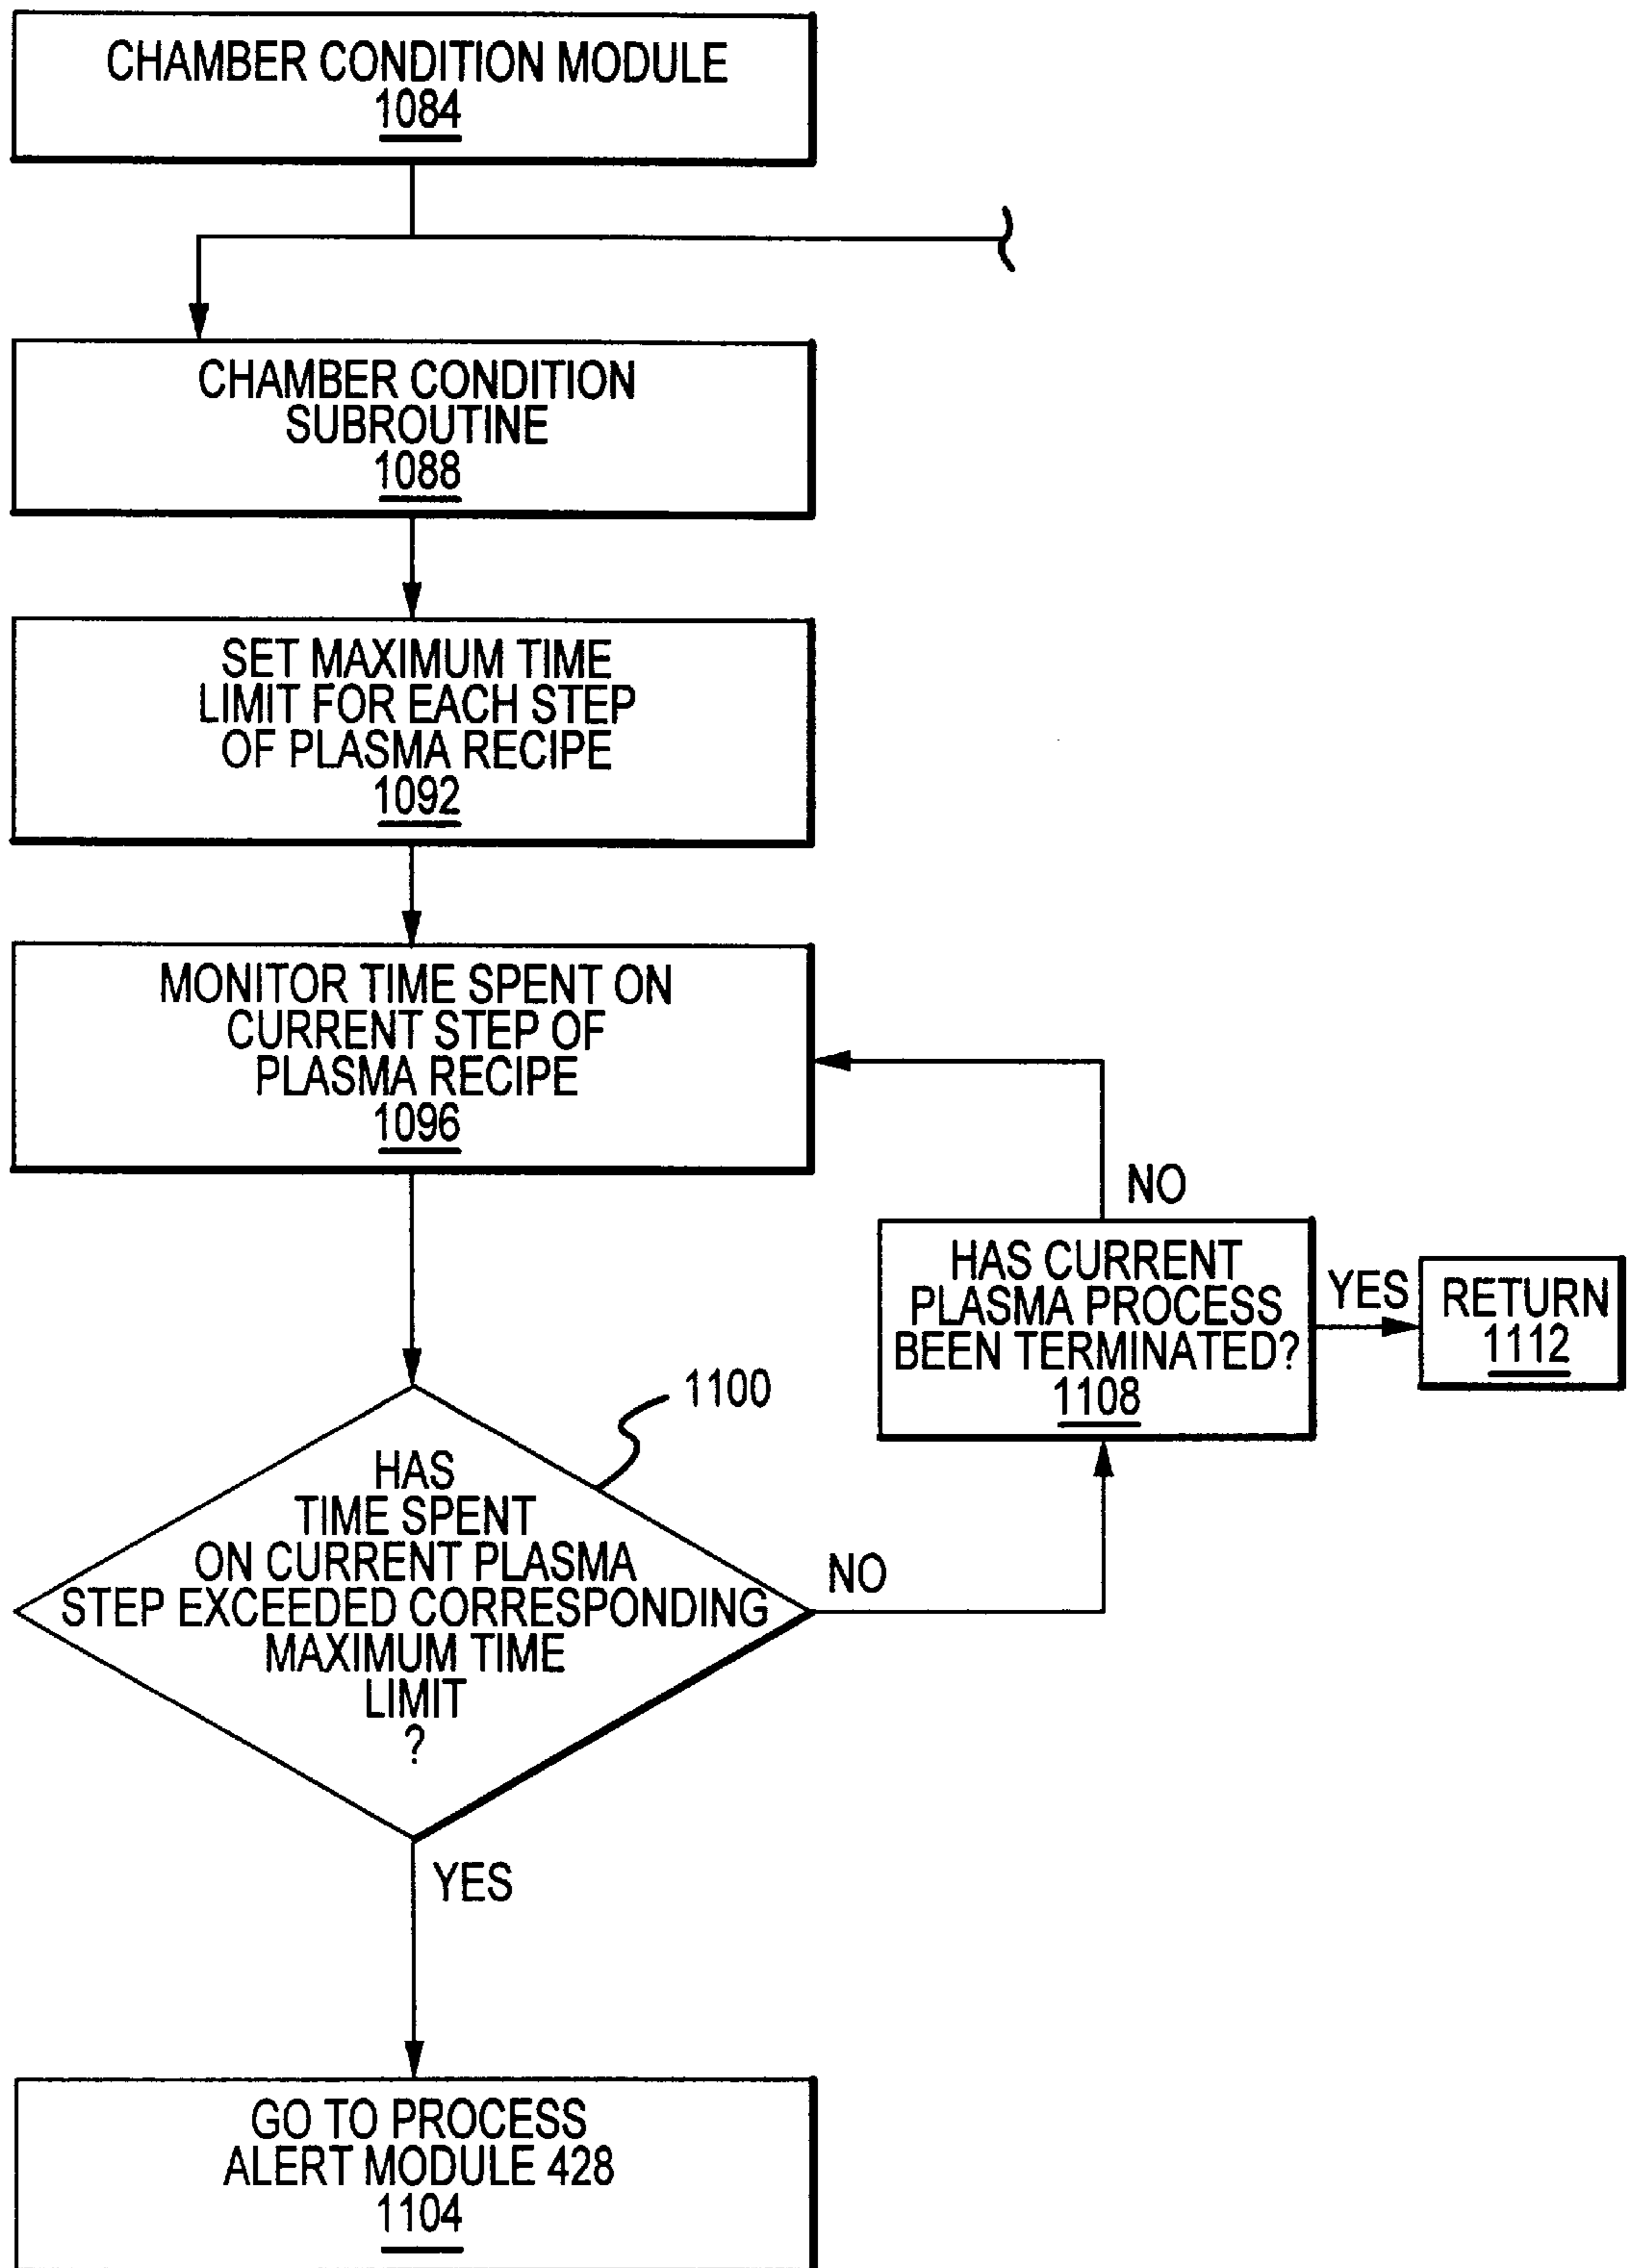 CHAMBER CONDITION MODULE
1084
CHAMBER CONDITION
SUBROUTINE
1088
SET MAXIMUM TIME
LIMIT FOR EACH STEP
OF PLASMA RECIPE
1092
MONITOR TIME SPENT ON
CURRENT STEP OF
PLASMA RECIPE
1096
NO
HAS CURRENT
PLASMA PROCESS
BEEN TERMINATED?
1108
YES
RETURN
1112
1100
HAS
TIME SPENT
ON CURRENT PLASMA
STEP EXCEEDED CORRESPONDING
MAXIMUM TIME
LIMIT
?
NO
YES
GO TO PROCESS
ALERT MODULE 428
1104